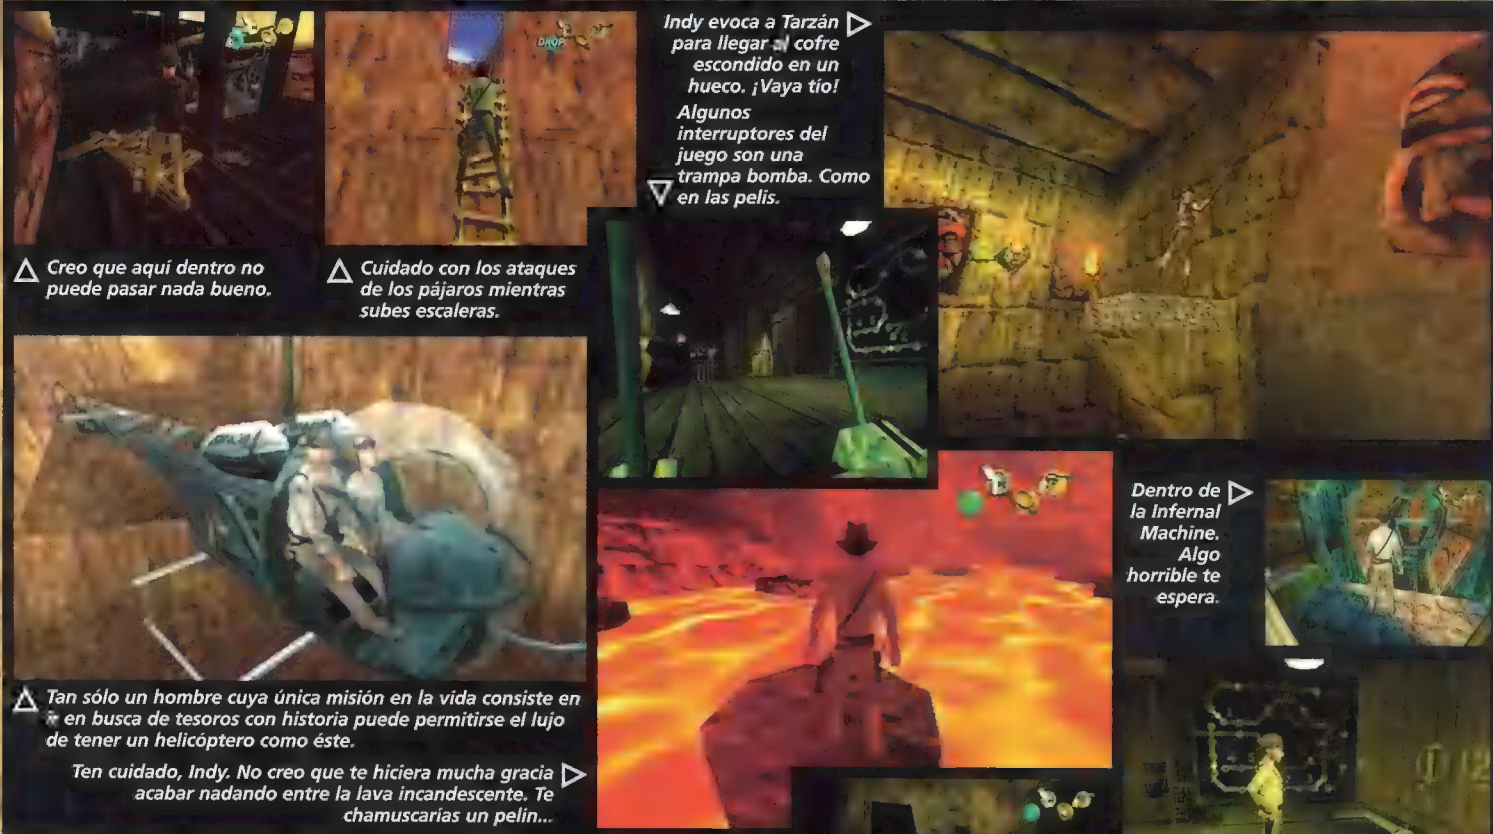 DROP
Indy evoca a Tarzán
para llegar al cofre
escondido en un
hueco. ¡Vaya tío!
Algunos
interruptores del
juego son una
trampa bomba. Como
en las pelis.
Creo que aquí dentro no
puede pasar nada bueno.
Cuidado con los ataques
de los pájaros mientras
subes escaleras.
Dentro de
la Infernal
Machine.
Algo
horrible te
espera.
Tan sólo un hombre cuya única misión en la vida consiste en
en busca de tesoros con historia puede permitirse el lujo
de tener un helicóptero como éste.
Ten cuidado, Indy. No creo que te hiciera mucha gracia
acabar nadando entre la lava incandescente. Te
chamuscarías un pelín...